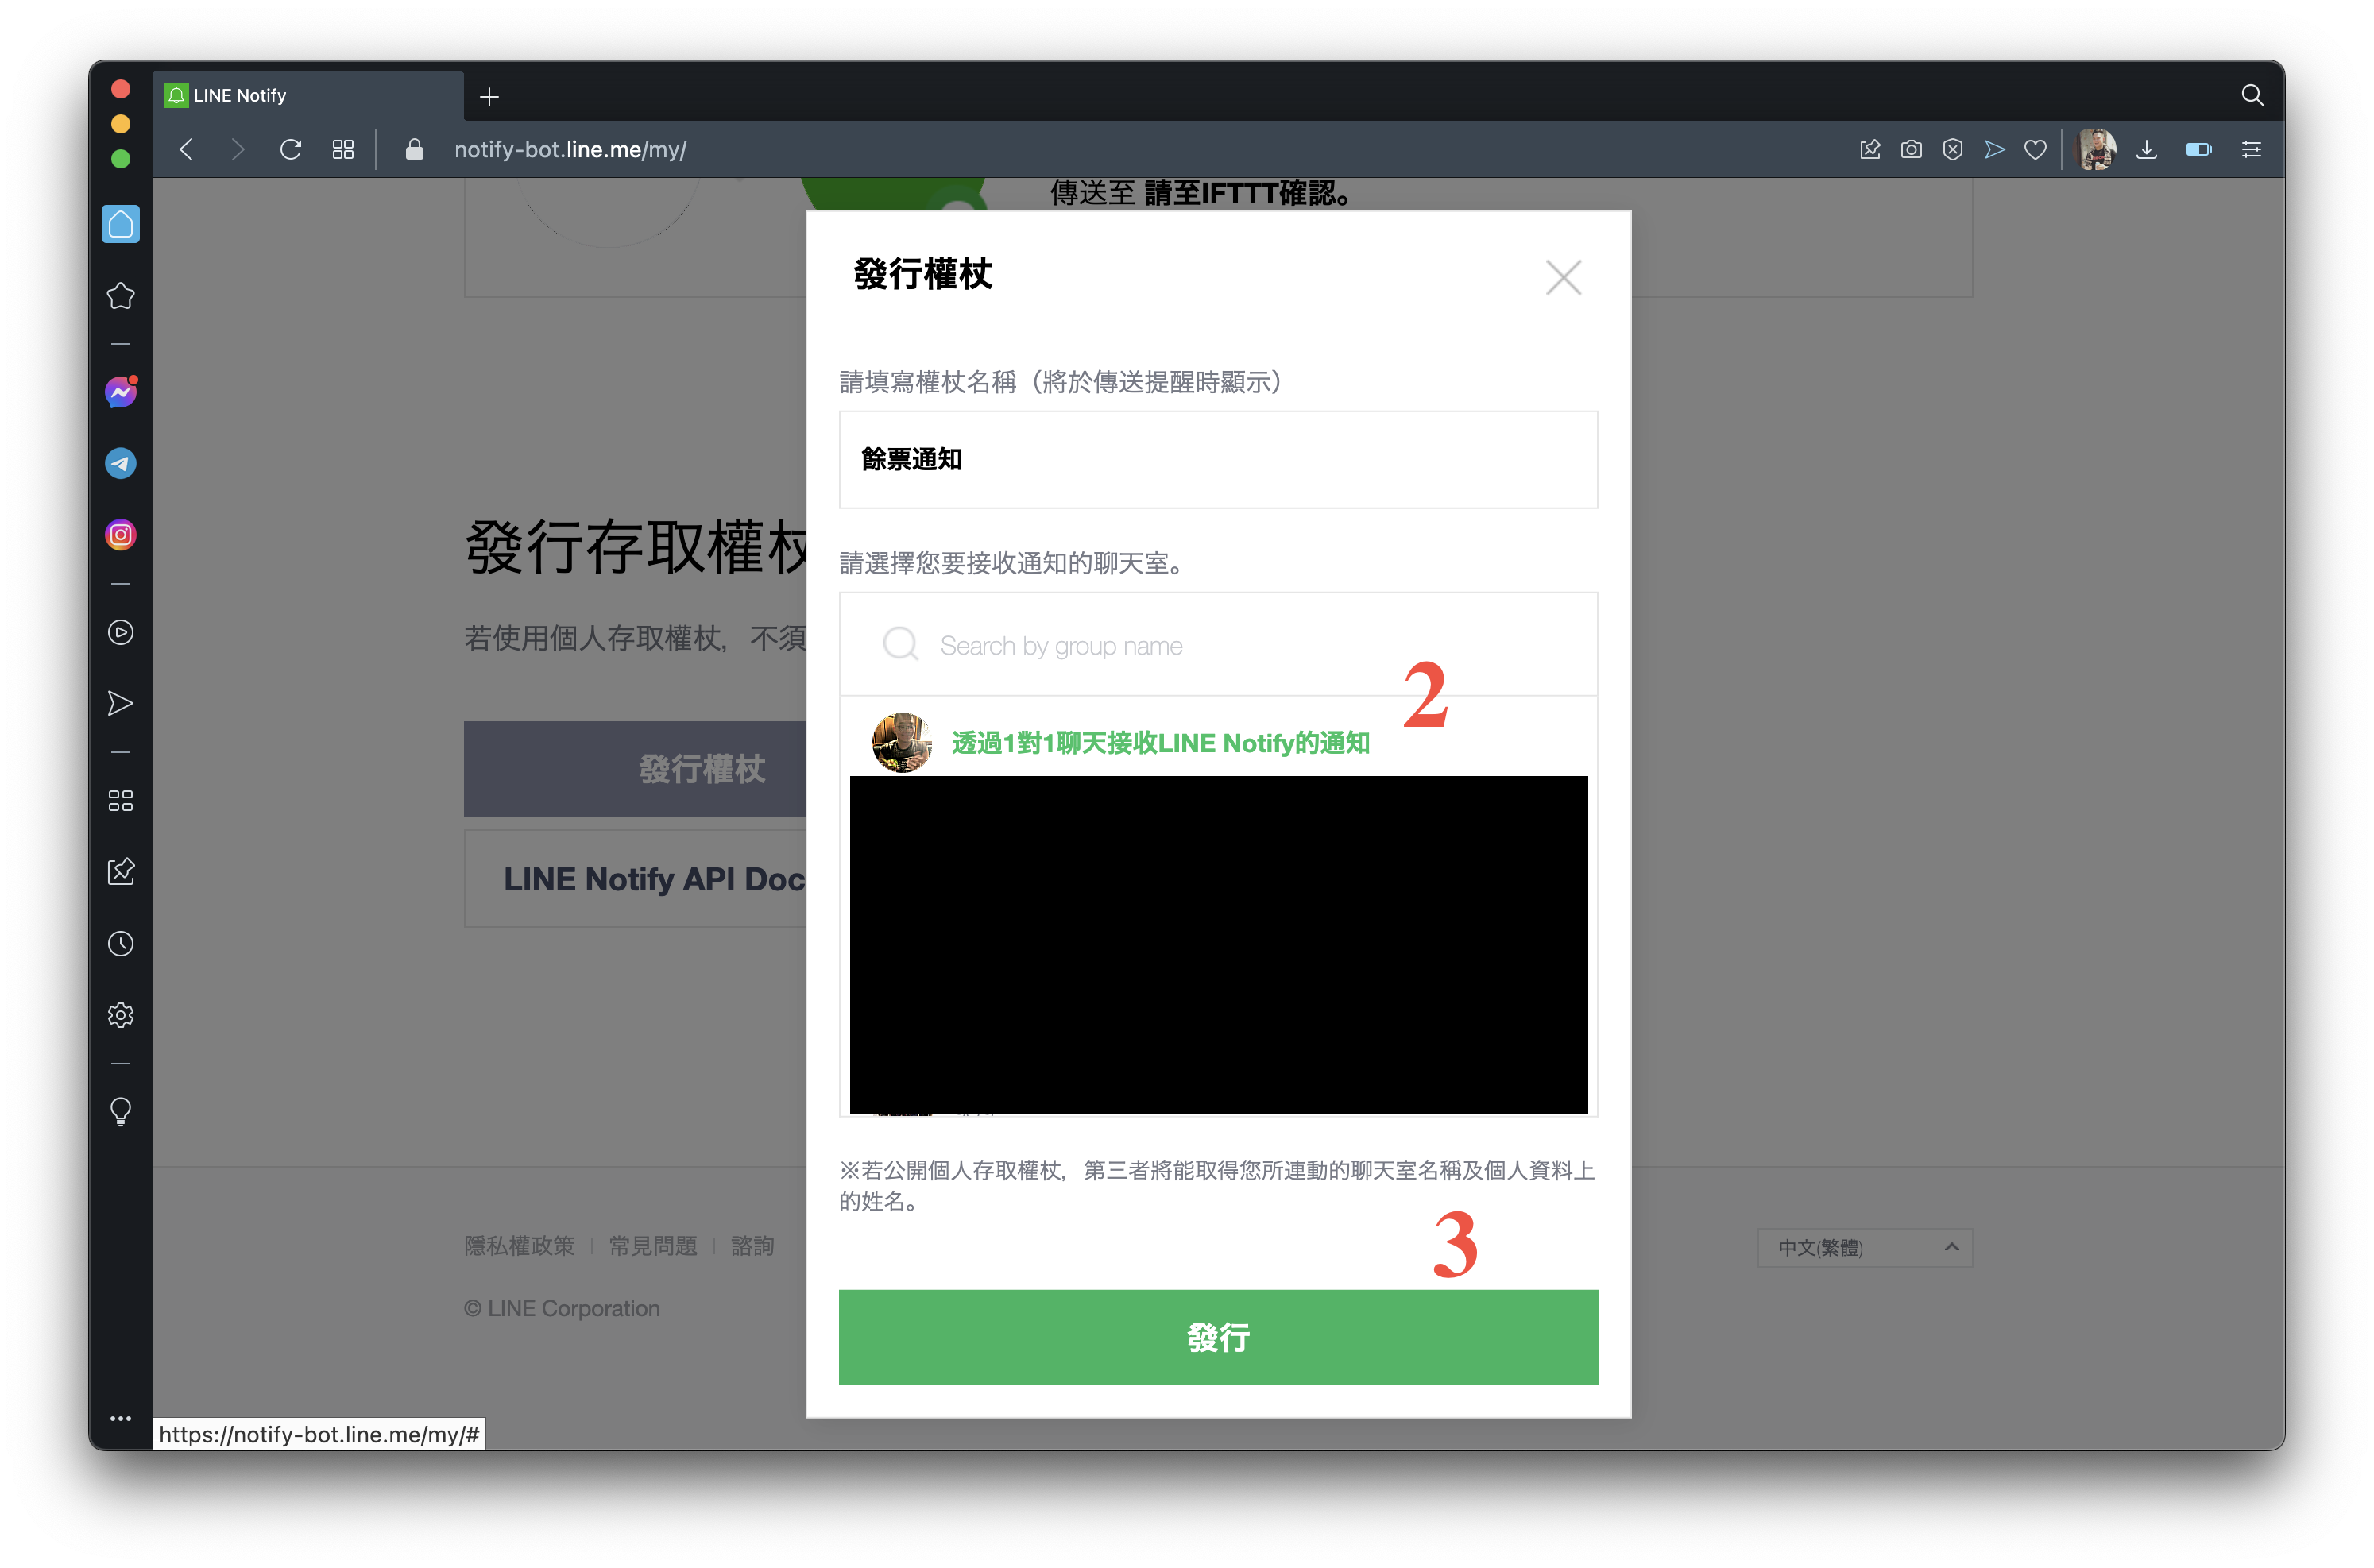 LINE Notify
notify-bot.line.me/my/
傳送至 請至IFTTT確認。
發行權杖
請填寫權杖名稱（將於傳送提醒時顯示）
餘票通知
發行存取權杖
請選擇您要接收通知的聊天室。
若使用個人存取權杖，不須
Search by group name
2
發行權杖
透過1對1聊天接收LINE Notify的通知
LINE Notify API Doc
※若公開個人存取權杖，第三者將能取得您所連動的聊天室名稱及個人資料上
的姓名。
3
隱私權政策 | 常見問題 | 諮詢
中文(繁體)
© LINE Corporation
發行
https://notify-bot.line.me/my/#